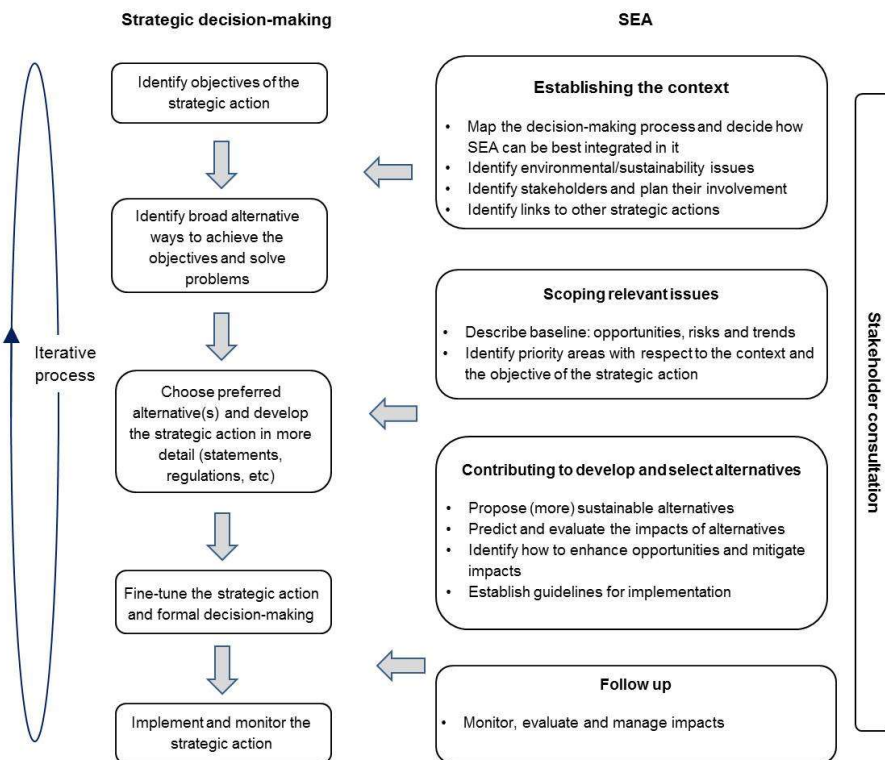 Strategic decision-making
SEA
Identify objectives of the
strategic action
Identify broad alternative
ways to achieve the
objectives and solve
problems
Iterative
process
Choose preferred
alternative(s) and develop
the strategic action in more
detail (statements,
regulations, etc)
Fine-tune the strategic action
and formal decision-making
Implement and monitor the
strategic action
Establishing the context
• Map the decision-making process and decide how
SEA can be best integrated in it
• Identify environmental/sustainability issues
• Identify stakeholders and plan their involvement
• Identify links to other strategic actions
Scoping relevant issues
• Describe baseline: opportunities, risks and trends
• Identify priority areas with respect to the context and
the objective of the strategic action
Contributing to develop and select alternatives
• Propose (more) sustainable alternatives
• Predict and evaluate the impacts of alternatives
• Identify how to enhance opportunities and mitigate
impacts
• Establish guidelines for implementation
Follow up
• Monitor, evaluate and manage impacts
Stakeholder consultation